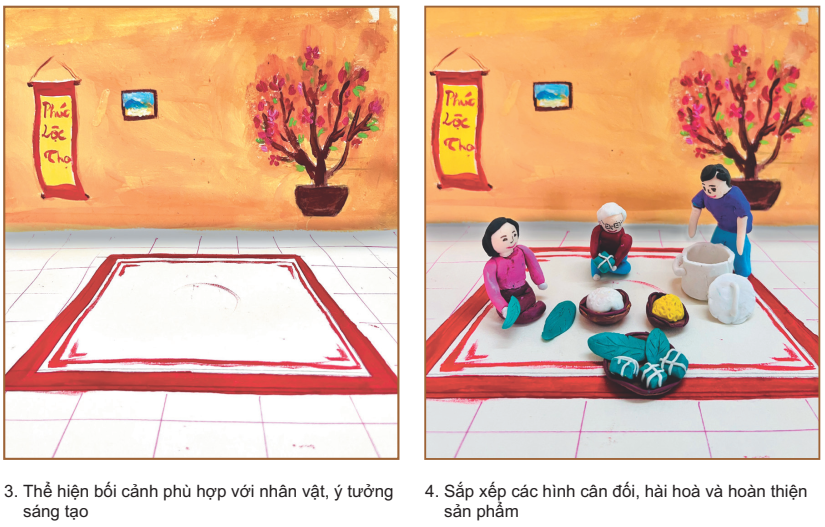 Phúc
Lộc
Thọ
Phúc
Lộc
Thọ
3. Thể hiện bối cảnh phù hợp với nhân vật, ý tưởng
sáng tạo
4. Sắp xếp các hình cân đối, hài hoà và hoàn thiện
sản phẩm